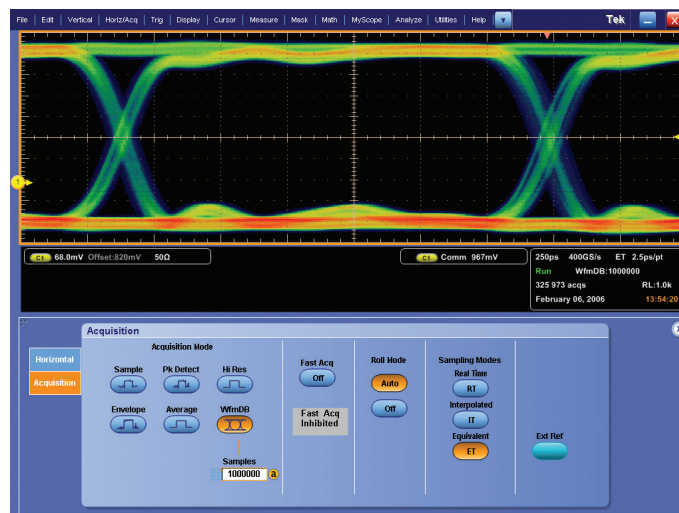 File | Edit | Vertical | Horiz/Acq | Trig | Display | Cursor | Measure | Mask | Math | MyScope | Analyze | Utilities | Help
Tek
X
1
C1 68.0mV Offset:820mV 50Ω
C1 Comm 967mV
250ps 400GS/s ET 2.5ps/pt
Run WfmDB:1000000
325 973 acqs RL:1.0k
February 06, 2006 13:54:20
Acquisition
Horizontal
Acquisition
Acquisition Mode
Sample Pk Detect Hi Res
Envelope Average WfmDB
Samples
1000000 a
Fast Acq
Off
Fast Acq
Inhibited
Roll Mode
Auto
Off
Sampling Modes
Real Time
RT
Interpolated
IT
Equivalent
ET
Ext Ref